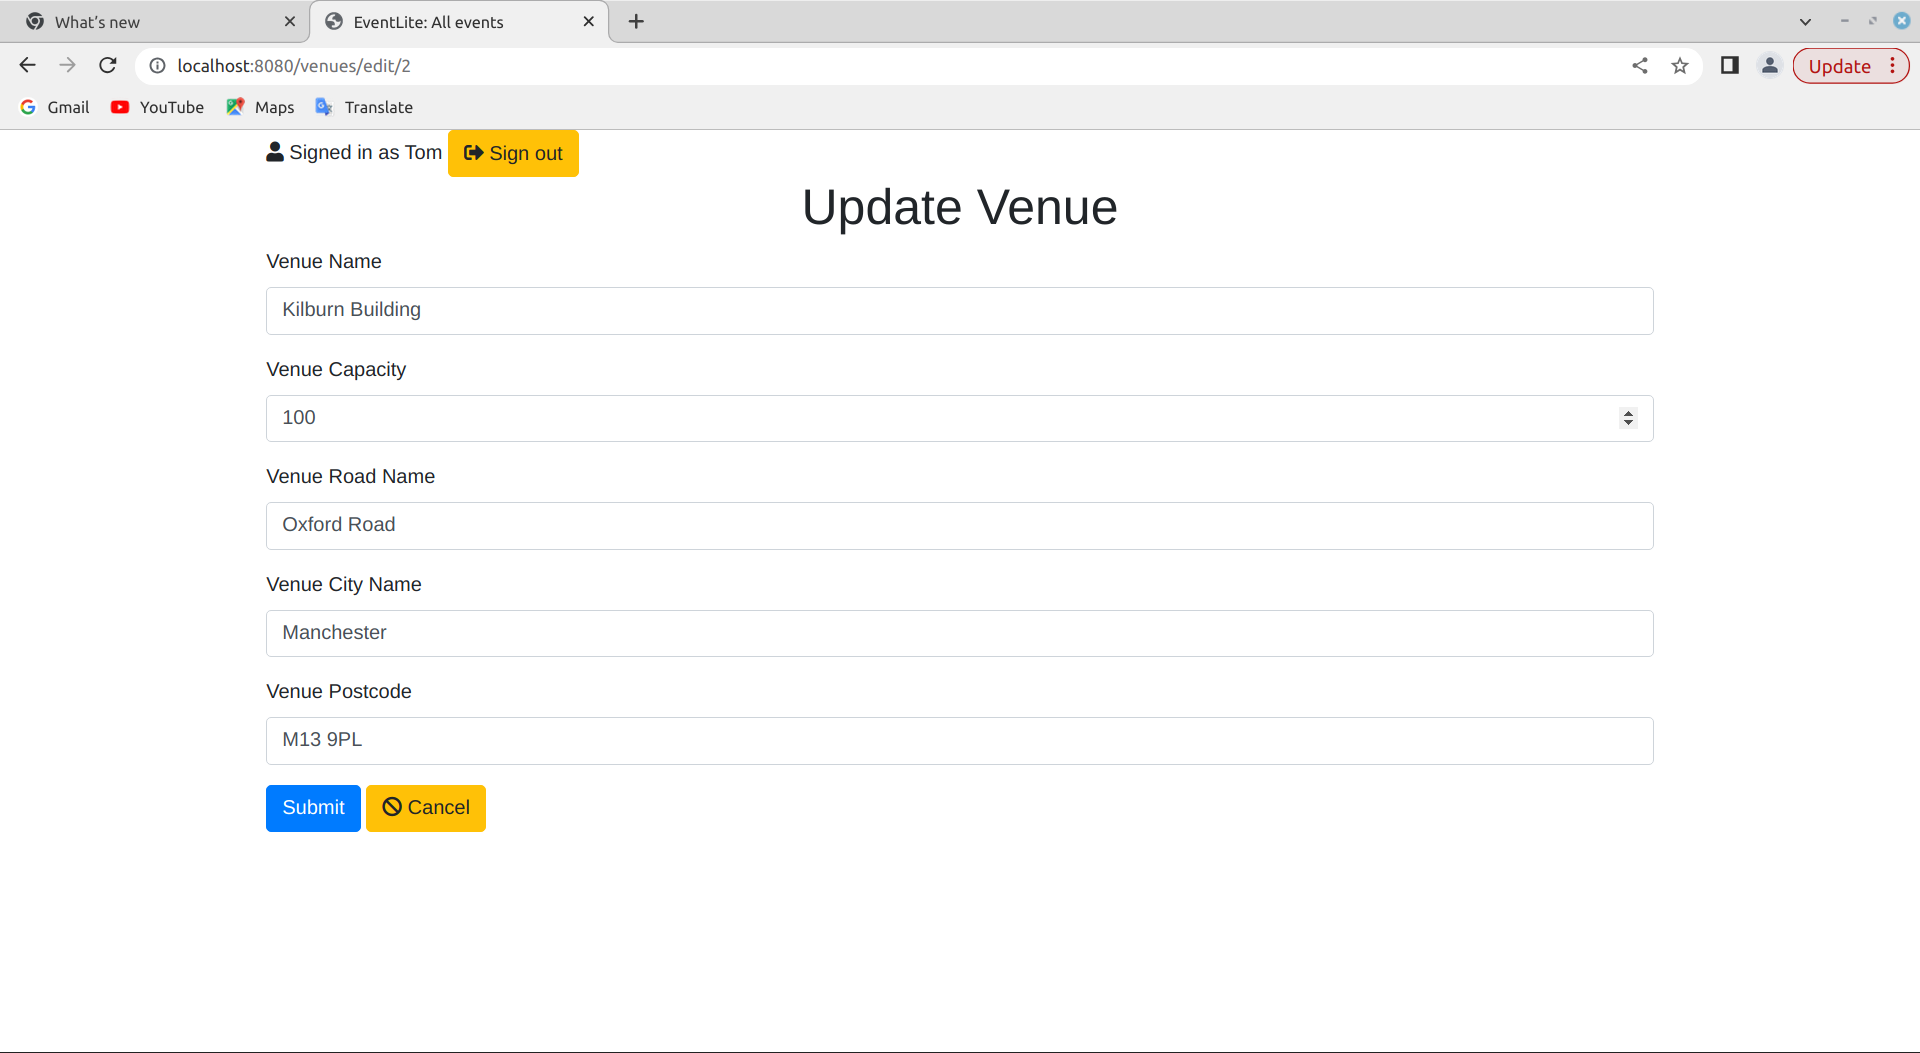 What's new
EventLite: All events
localhost:8080/venues/edit/2
Update
Gmail YouTube Maps Translate
Signed in as Tom Sign out
Update Venue
Venue Name
Kilburn Building
Venue Capacity
100
Venue Road Name
Oxford Road
Venue City Name
Manchester
Venue Postcode
M13 9PL
Submit Cancel